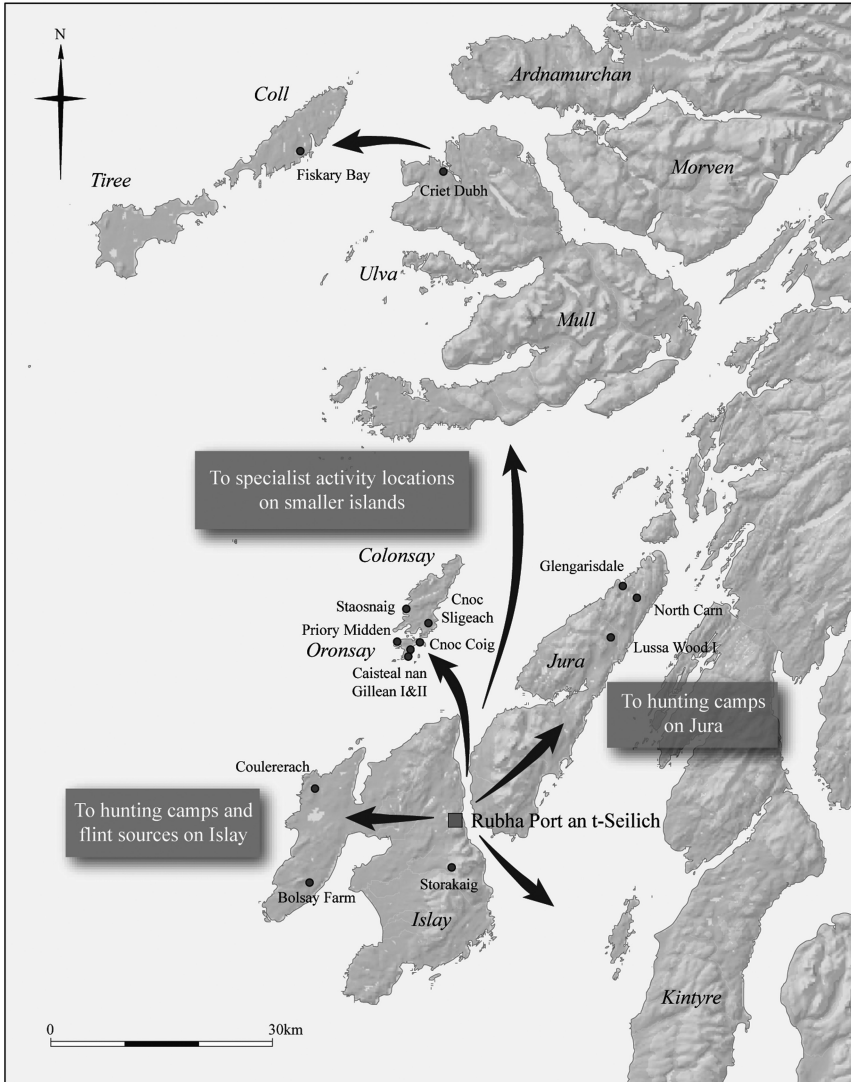 N
Ardnamurchan
Coll
Morven
Fiskary Bay
Tiree
Criet Dubh
Ulva
Mull
To specialist activity locations
on smaller islands
Colonsay
Glengarisdale
Staosnaig
Cnoc
Sligeach
North Carn
Priory Midden
Cnoc Coig
Lussa Wood I
Oronsay
Jura
Caisteal nan
Gillean I&II
To hunting camps
on Jura
Coulererach
To hunting camps and
flint sources on Islay
Rubha Port an t-Seilich
Storakaig
Bolsay Farm
Islay
Kintyre
0
30km